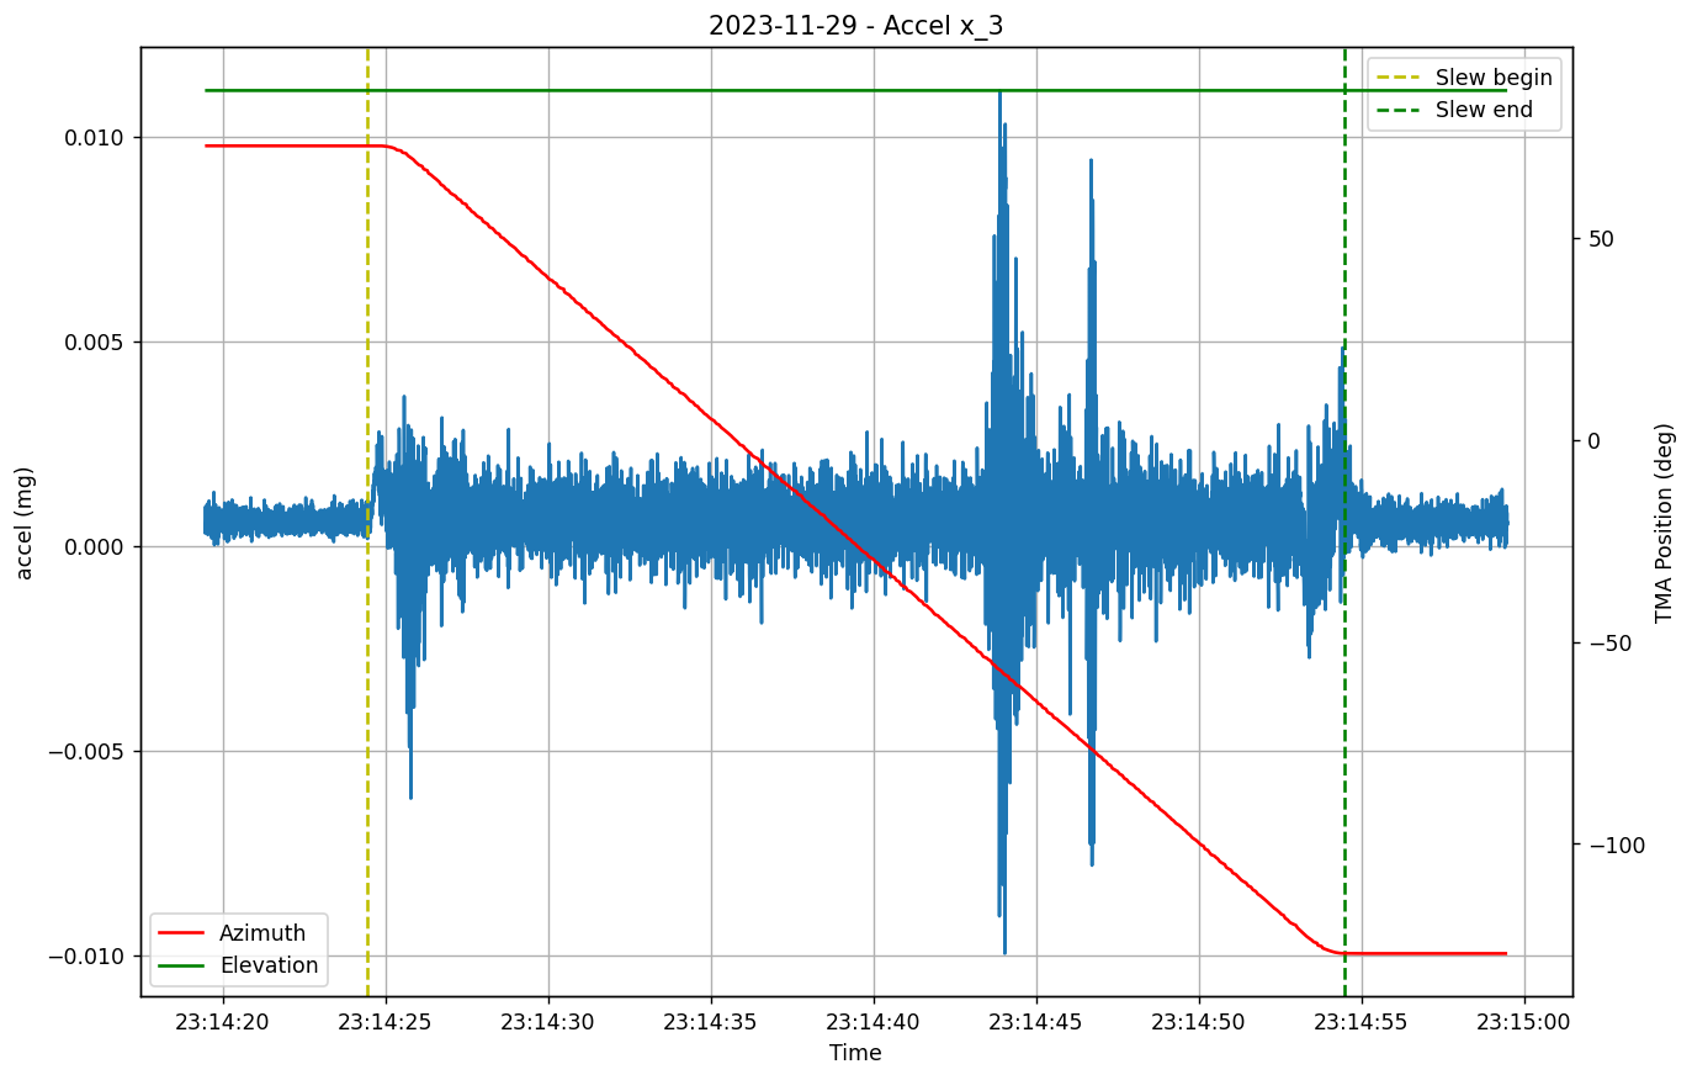 2023-11-29 - Accel x_3
Slew begin
Slew end
0.010
0.005
0.000
−0.005
−0.010
accel (mg)
50
0
−50
−100
TMA Position (deg)
Azimuth
Elevation
23:14:20 23:14:25 23:14:30 23:14:35 23:14:40 23:14:45 23:14:50 23:14:55 23:15:00
Time